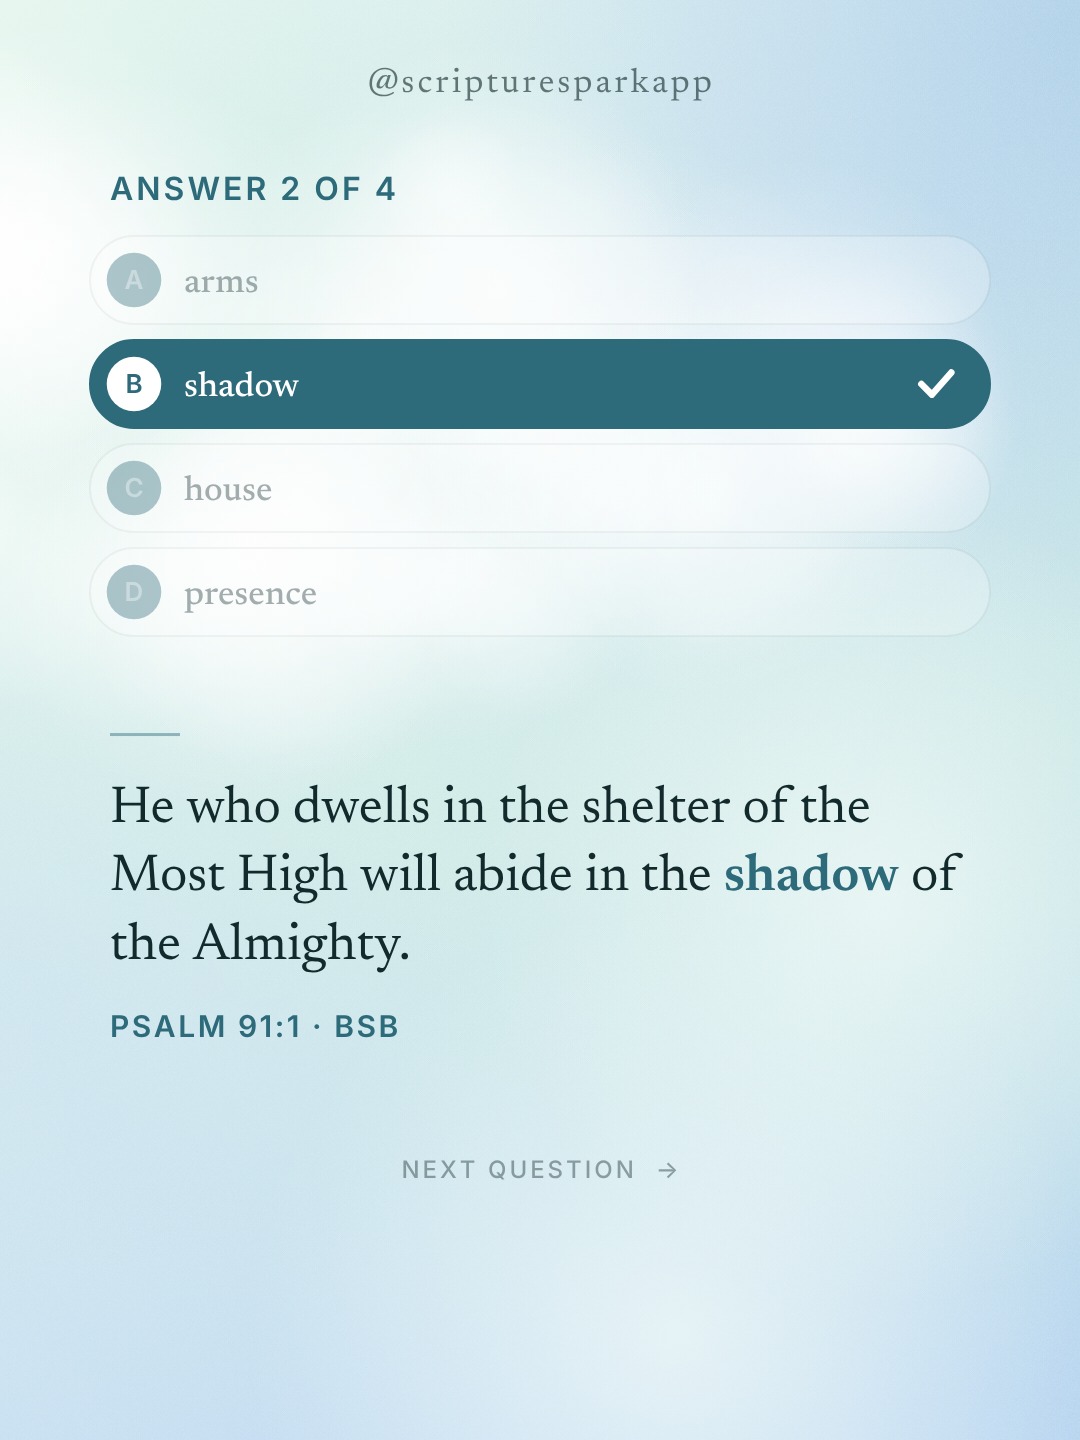 @scripturesparkapp
ANSWER 2 OF 4
A arms
B shadow
C house
D presence
He who dwells in the shelter of the
Most High will abide in the shadow of
the Almighty.
PSALM 91:1 · BSB
NEXT QUESTION →